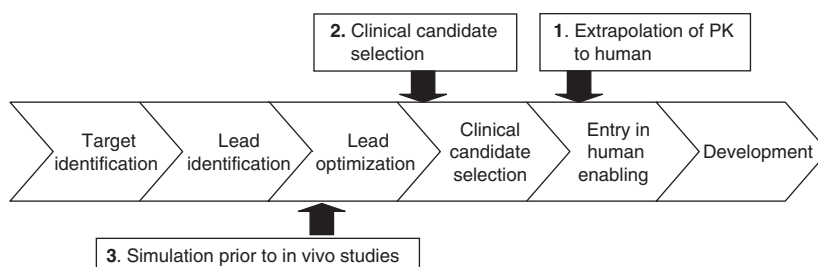 2. Clinical candidate
selection
1. Extrapolation of PK
to human
Target
identification
Lead
identification
Lead
optimization
Clinical
candidate
selection
Entry in
human
enabling
Development
3. Simulation prior to in vivo studies